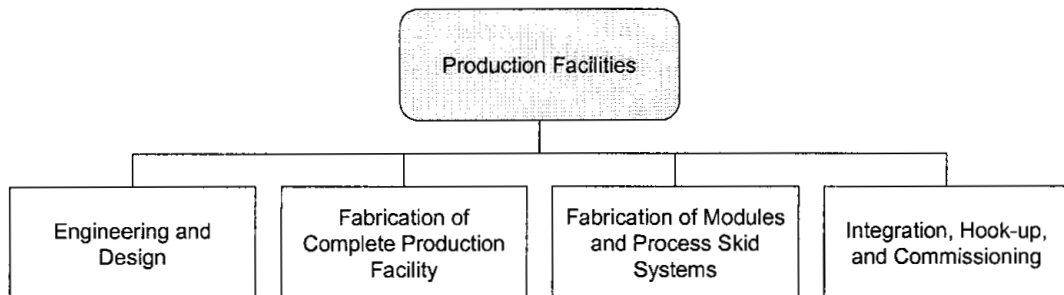 Production Facilities
Engineering and
Design
Fabrication of
Complete Production
Facility
Fabrication of Modules
and Process Skid
Systems
Integration, Hook-up,
and Commissioning